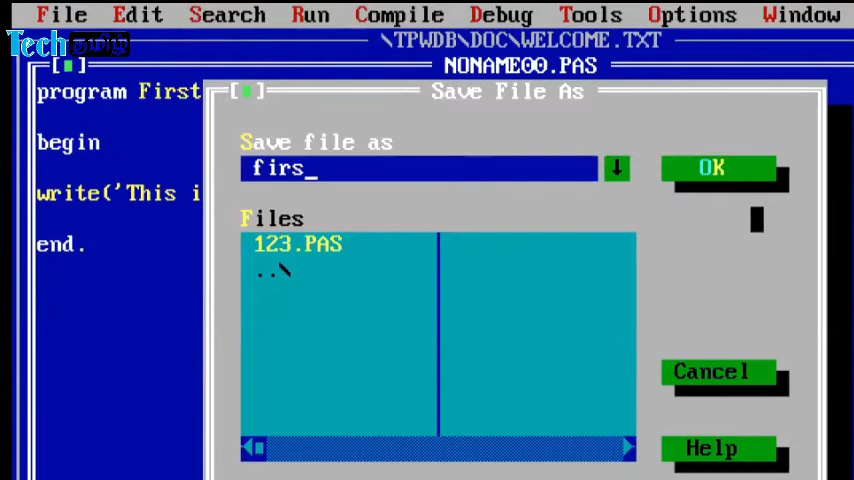 File Edit Search Run Compile Debug Tools Options Window
Tech தமிழ்
\TPWDB\DOC\WELCOME.TXT
[■] NONAME00.PAS
program First
[■] Save File As
begin
Save file as
firs_
↓
OK
write('This i
Files
end.
123.PAS
..\
Cancel
Help